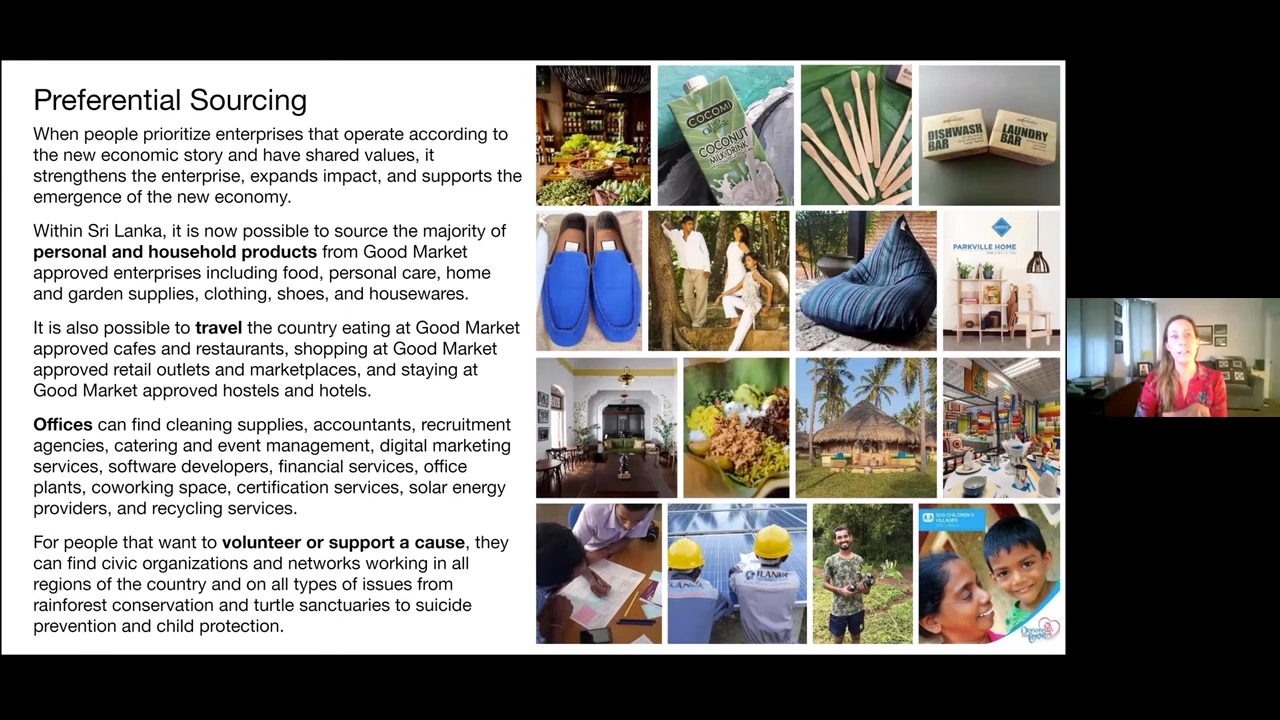 Preferential Sourcing
When people prioritize enterprises that operate according to
the new economic story and have shared values, it
strengthens the enterprise, expands impact, and supports the
emergence of the new economy.
Within Sri Lanka, it is now possible to source the majority of
personal and household products from Good Market
approved enterprises including food, personal care, home
and garden supplies, clothing, shoes, and housewares.
It is also possible to travel the country eating at Good Market
approved cafes and restaurants, shopping at Good Market
approved retail outlets and marketplaces, and staying at
Good Market approved hostels and hotels.
Offices can find cleaning supplies, accountants, recruitment
agencies, catering and event management, digital marketing
services, software developers, financial services, office
plants, coworking space, certification services, solar energy
providers, and recycling services.
For people that want to volunteer or support a cause, they
can find civic organizations and networks working in all
regions of the country and on all types of issues from
rainforest conservation and turtle sanctuaries to suicide
prevention and child protection.
COCOMI
Organic
COCONUT
MILK DRINK
DISHWASH
BAR
LAUNDRY
BAR
PARKVILLE HOME
SOS CHILDREN'S
VILLAGES